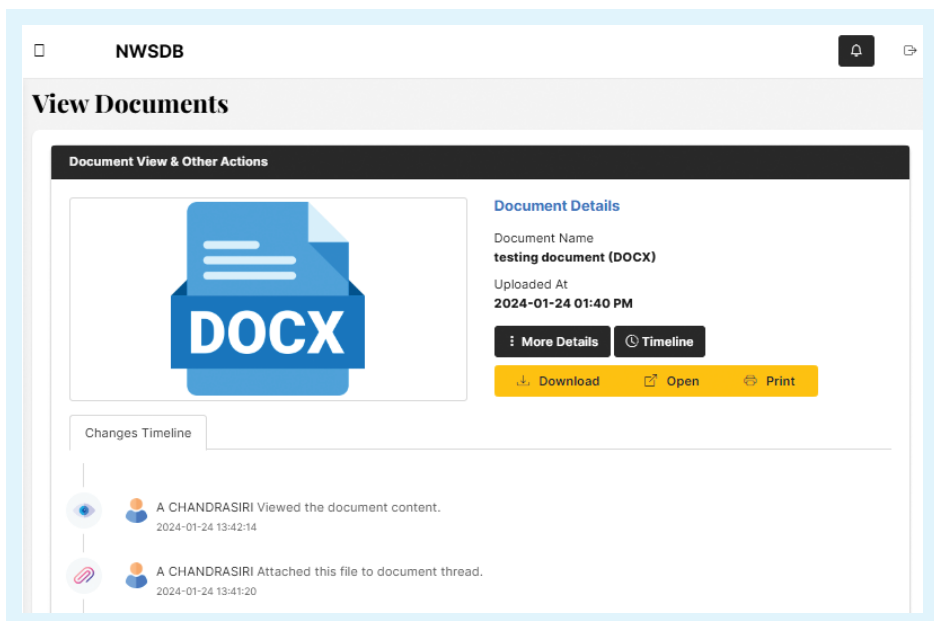 NWSDB
View Documents
Document View & Other Actions
DOCX
Document Details
Document Name
testing document (DOCX)
Uploaded At
2024-01-24 01:40 PM
More Details
Timeline
Download
Open
Print
Changes Timeline
A CHANDRASIRI Viewed the document content.
2024-01-24 13:42:14
A CHANDRASIRI Attached this file to document thread.
2024-01-24 13:41:20